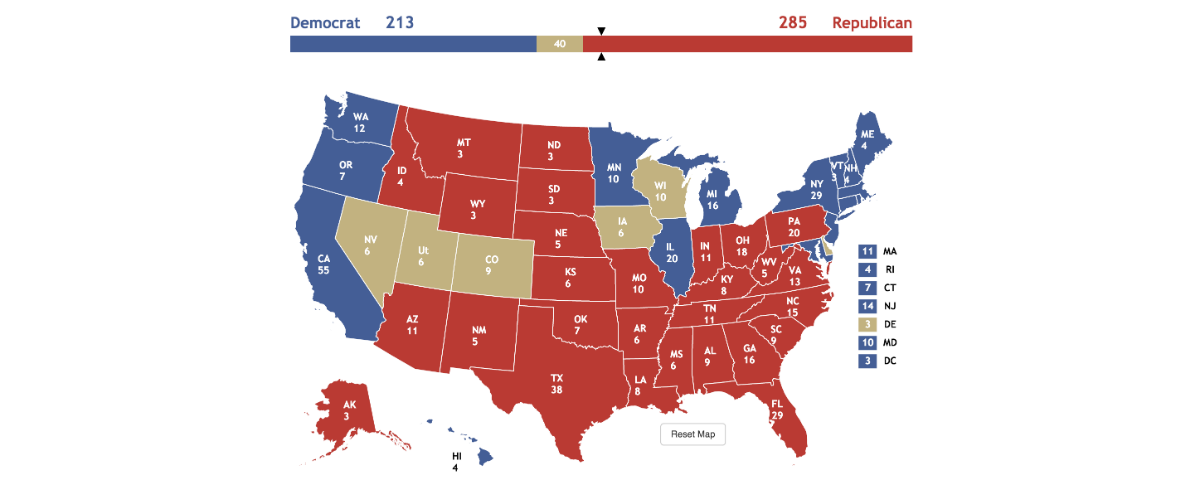 Democrat 213
285 Republican
40
WA
12
OR
7
CA
55
ID
4
NV
6
Ut
6
AZ
11
MT
3
WY
3
CO
9
NM
5
ND
3
SD
3
NE
5
KS
6
OK
7
TX
38
MN
10
IA
6
MO
10
AR
6
LA
8
WI
10
IL
20
MI
16
IN
11
OH
18
KY
8
TN
11
MS
6
AL
9
GA
16
FL
29
SC
9
NC
15
VA
13
WV
5
PA
20
NY
29
VT
3
NH
4
ME
4
11 MA
4 RI
7 CT
14 NJ
3 DE
10 MD
3 DC
AK
3
HI
4
Reset Map